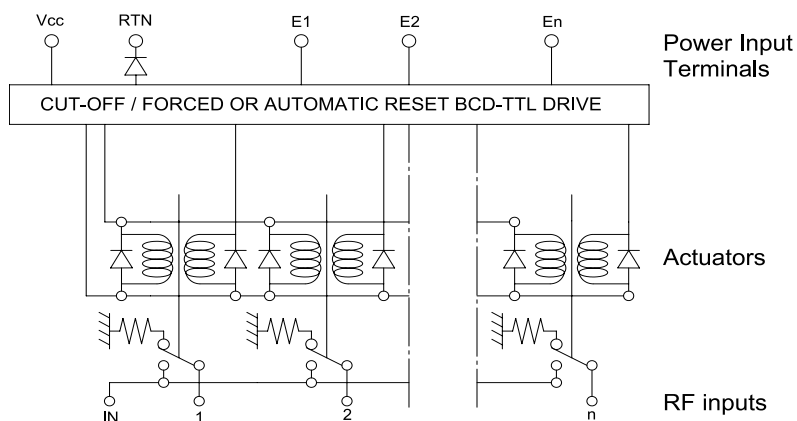 Vcc RTN E1 E2 En
Power Input
Terminals
CUT-OFF / FORCED OR AUTOMATIC RESET BCD-TTL DRIVE
Actuators
IN 1 2 n
RF inputs